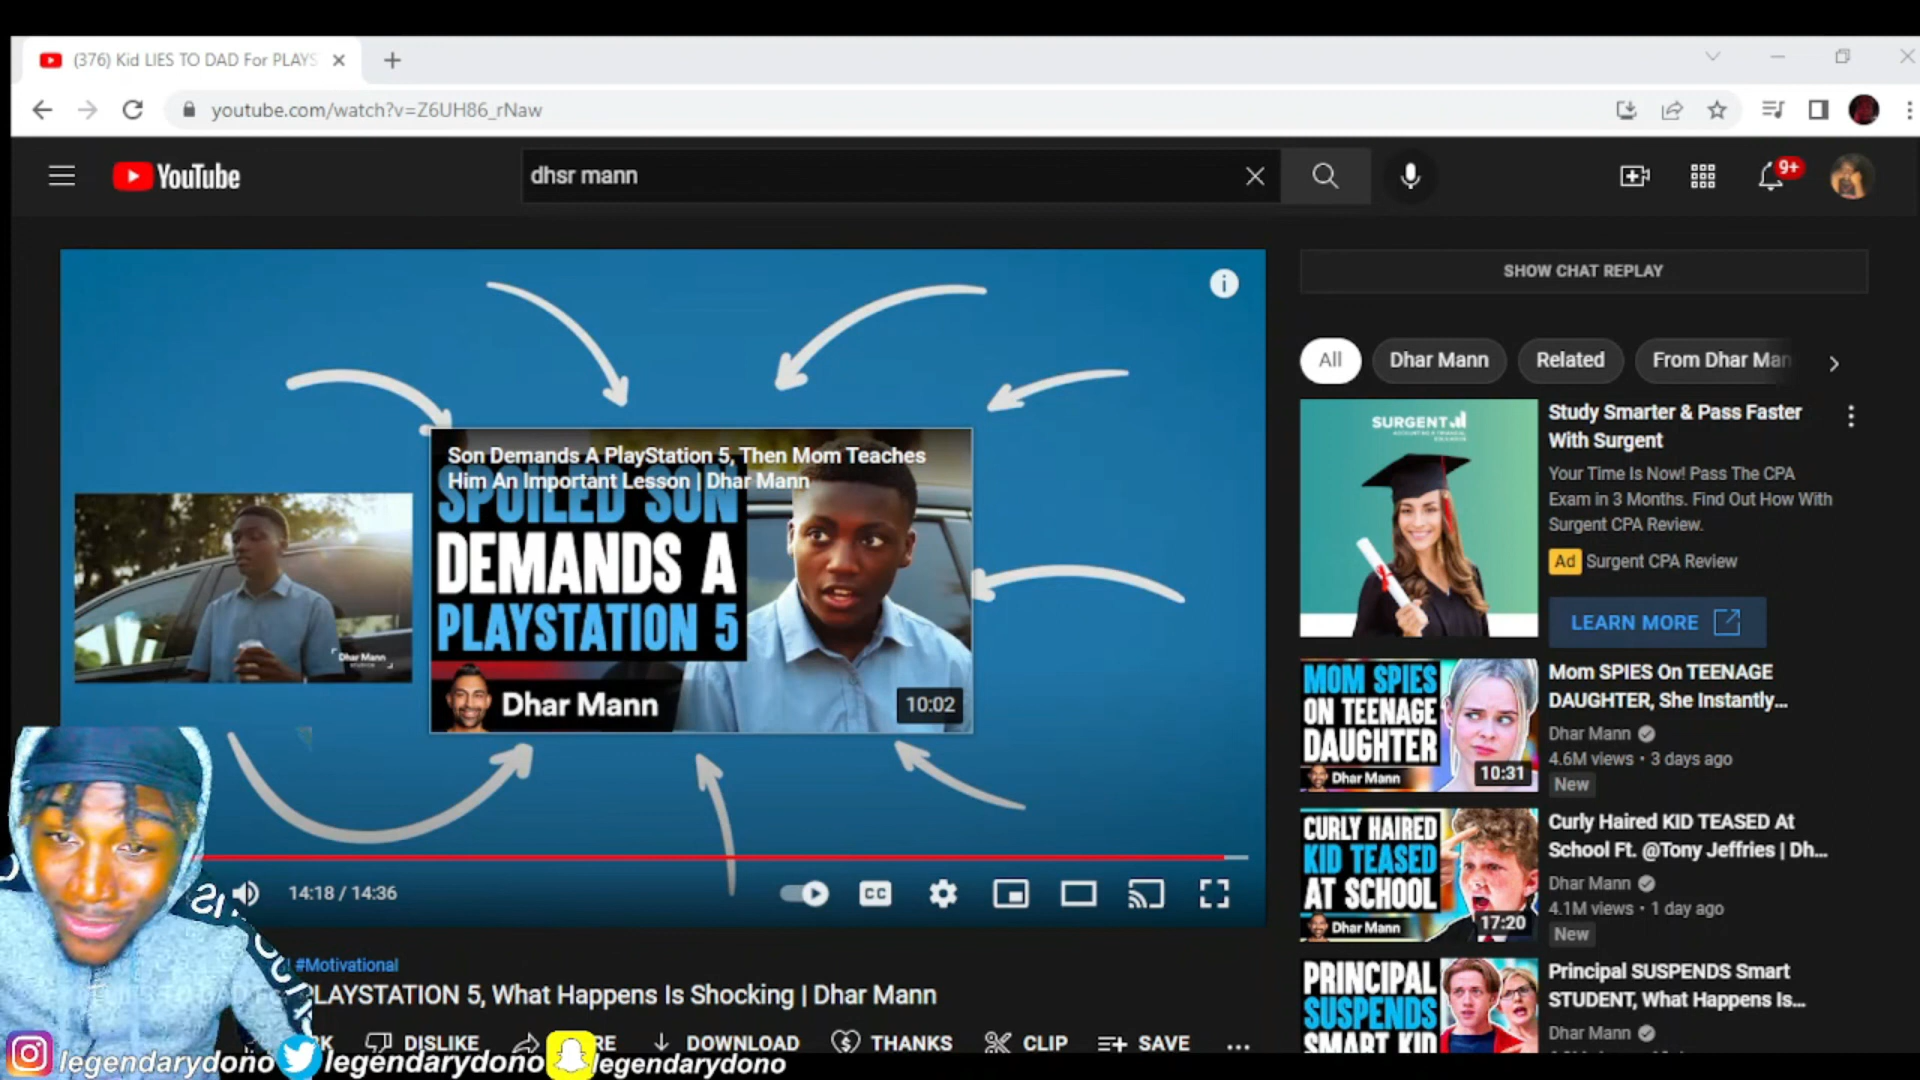 (376) Kid LIES TO DAD For PLAYS
youtube.com/watch?v=Z6UH86_rNaw
YouTube
dhsr mann
9+
SHOW CHAT REPLAY
All
Dhar Mann
Related
From Dhar Man
Son Demands A PlayStation 5, Then Mom Teaches
Him An Important Lesson | Dhar Mann
SPOILED SON
DEMANDS A
PLAYSTATION 5
Dhar Mann
10:02
Dhar Mann
STUDIOS
SURGENT
Study Smarter & Pass Faster
With Surgent
Your Time Is Now! Pass The CPA
Exam in 3 Months. Find Out How With
Surgent CPA Review.
Ad Surgent CPA Review
LEARN MORE
MOM SPIES
ON TEENAGE
DAUGHTER
Dhar Mann
10:31
Mom SPIES On TEENAGE
DAUGHTER, She Instantly...
Dhar Mann
4.6M views • 3 days ago
New
CURLY HAIRED
KID TEASED
AT SCHOOL
Dhar Mann
17:20
Curly Haired KID TEASED At
School Ft. @Tony Jeffries | Dh...
Dhar Mann
4.1M views • 1 day ago
New
PRINCIPAL
SUSPENDS
SMART KID
Principal SUSPENDS Smart
STUDENT, What Happens Is...
Dhar Mann
14:18 / 14:36
CC
#Motivational
PLAYSTATION 5, What Happens Is Shocking | Dhar Mann
DISLIKE
DOWNLOAD
THANKS
CLIP
SAVE
legendarydono
legendarydono
legendarydono